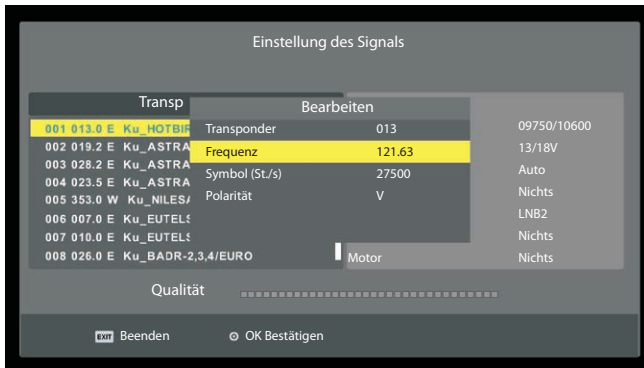 Einstellung des Signals
Transp
Bearbeiten
001 013.0 E Ku_HOTBIR
002 019.2 E Ku_ASTRA
003 028.2 E Ku_ASTRA
004 023.5 E Ku_ASTRA
005 353.0 W Ku_NILESA
006 007.0 E Ku_EUTELS
007 010.0 E Ku_EUTELS
008 026.0 E Ku_BADR-2,3,4/EURO
Transponder 013
Frequenz 121.63
Symbol (St./s) 27500
Polarität V
09750/10600
13/18V
Auto
Nichts
LNB2
Nichts
Motor Nichts
Qualität
EXIT Beenden OK Bestätigen